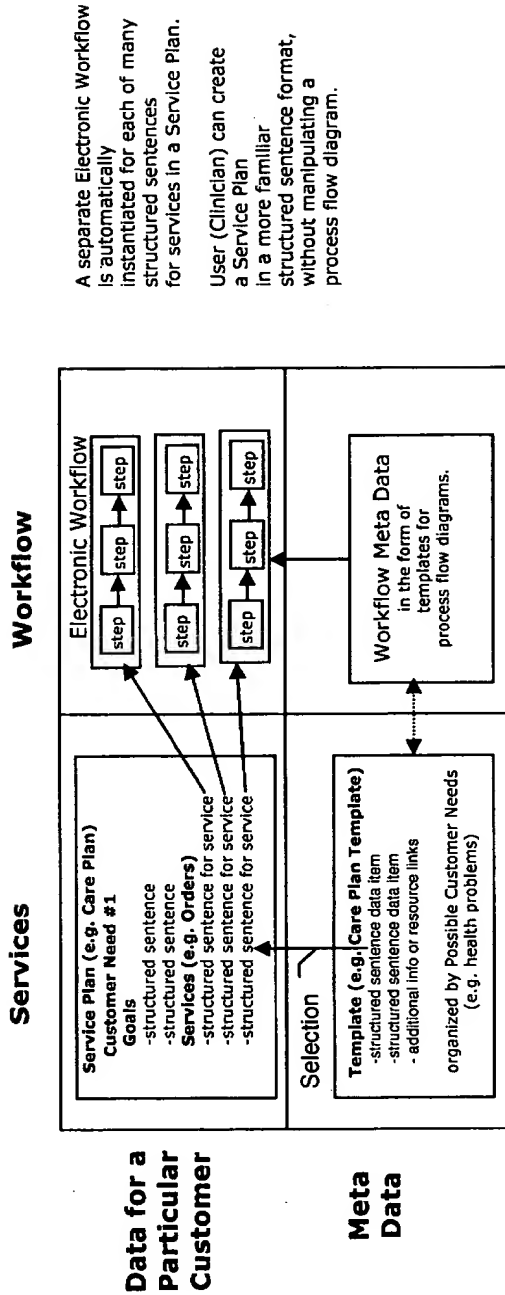 Services
Workflow
Data for a
Particular
Customer
Service Plan (e.g. Care Plan)
Customer Need #1
Goals
-structured sentence
-structured sentence
Services (e.g. Orders)
-structured sentence for service
-structured sentence for service
-structured sentence for service
Electronic Workflow
step
step
step
step
step
step
step
step
step
Meta
Data
Selection
Template (e.g. Care Plan Template)
-structured sentence data item
-structured sentence data item
- additional info or resource links
organized by Possible Customer Needs
(e.g. health problems)
Workflow Meta Data
in the form of
templates for
process flow diagrams.
A separate Electronic Workflow
is automatically
instantiated for each of many
structured sentences
for services in a Service Plan.
User (Clinician) can create
a Service Plan
in a more familiar
structured sentence format,
without manipulating a
process flow diagram.